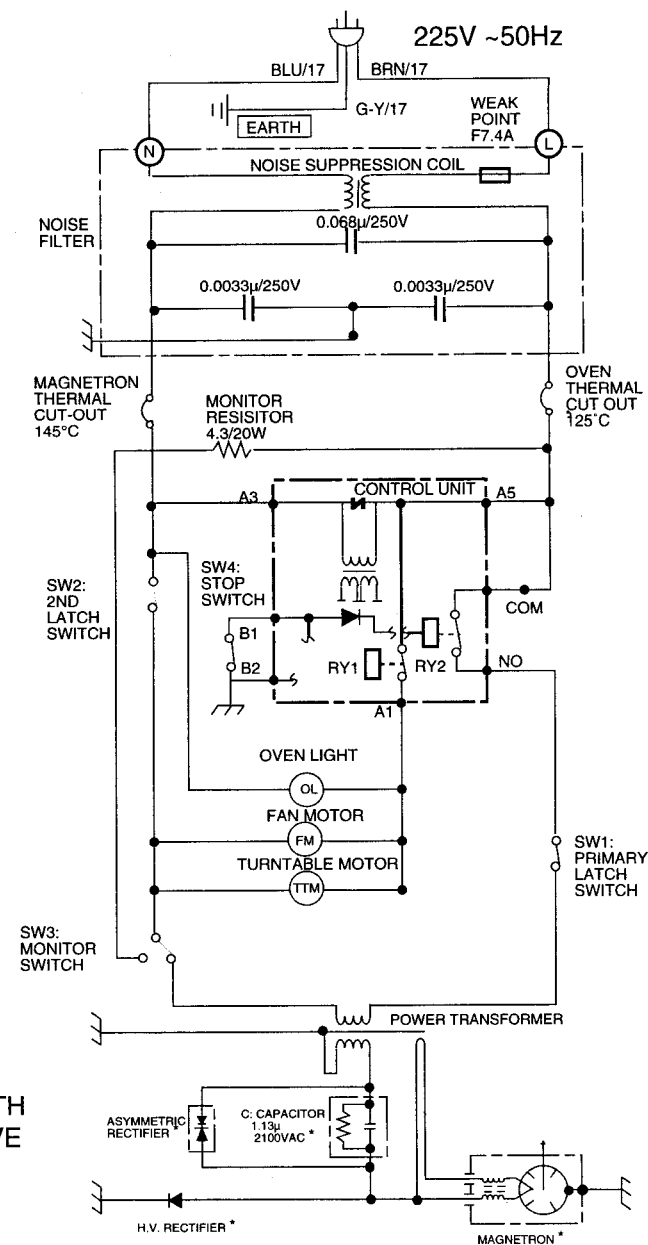 225V ~50Hz
BLU/17
BRN/17
G-Y/17
EARTH
WEAK
POINT
F7.4A
N
L
NOISE SUPPRESSION COIL
NOISE
FILTER
0.068µ/250V
0.0033µ/250V
0.0033µ/250V
MAGNETRON
THERMAL
CUT-OUT
145°C
MONITOR
RESISITOR
4.3/20W
OVEN
THERMAL
CUT OUT
125°C
A3
CONTROL UNIT
A5
SW4:
STOP
SWITCH
SW2:
2ND
LATCH
SWITCH
COM
B1
B2
RY1
RY2
NO
A1
OVEN LIGHT
OL
FAN MOTOR
FM
TURNTABLE MOTOR
TTM
SW1:
PRIMARY
LATCH
SWITCH
SW3:
MONITOR
SWITCH
POWER TRANSFORMER
TH
VE
ASYMMETRIC
RECTIFIER *
C: CAPACITOR
1.13µ
2100VAC *
H.V. RECTIFIER *
MAGNETRON *